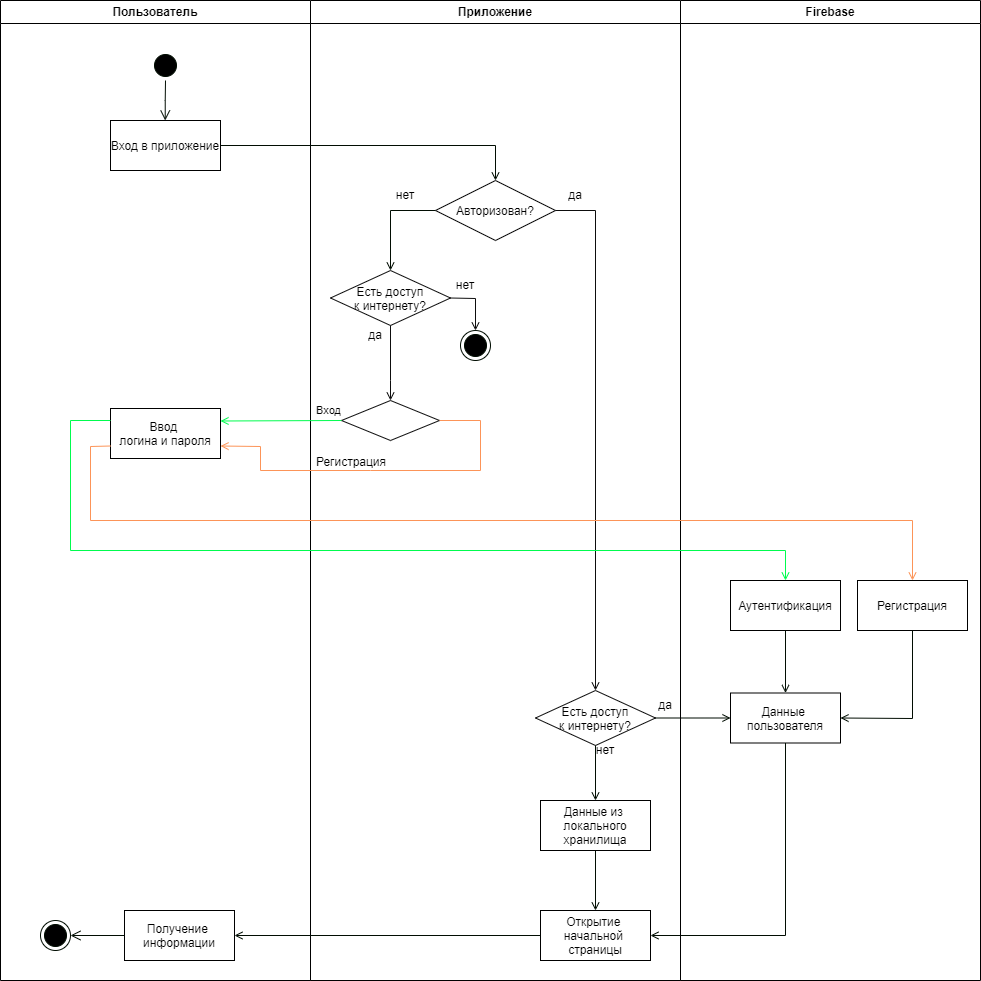 Пользователь
Приложение
Firebase
Вход в приложение
нет
да
Авторизован?
Есть доступ
к интернету?
нет
да
Вход
Ввод
логина и пароля
Регистрация
Аутентификация
Регистрация
Есть доступ
к интернету?
да
нет
Данные
пользователя
Данные из
локального
хранилища
Открытие
начальной
страницы
Получение
информации